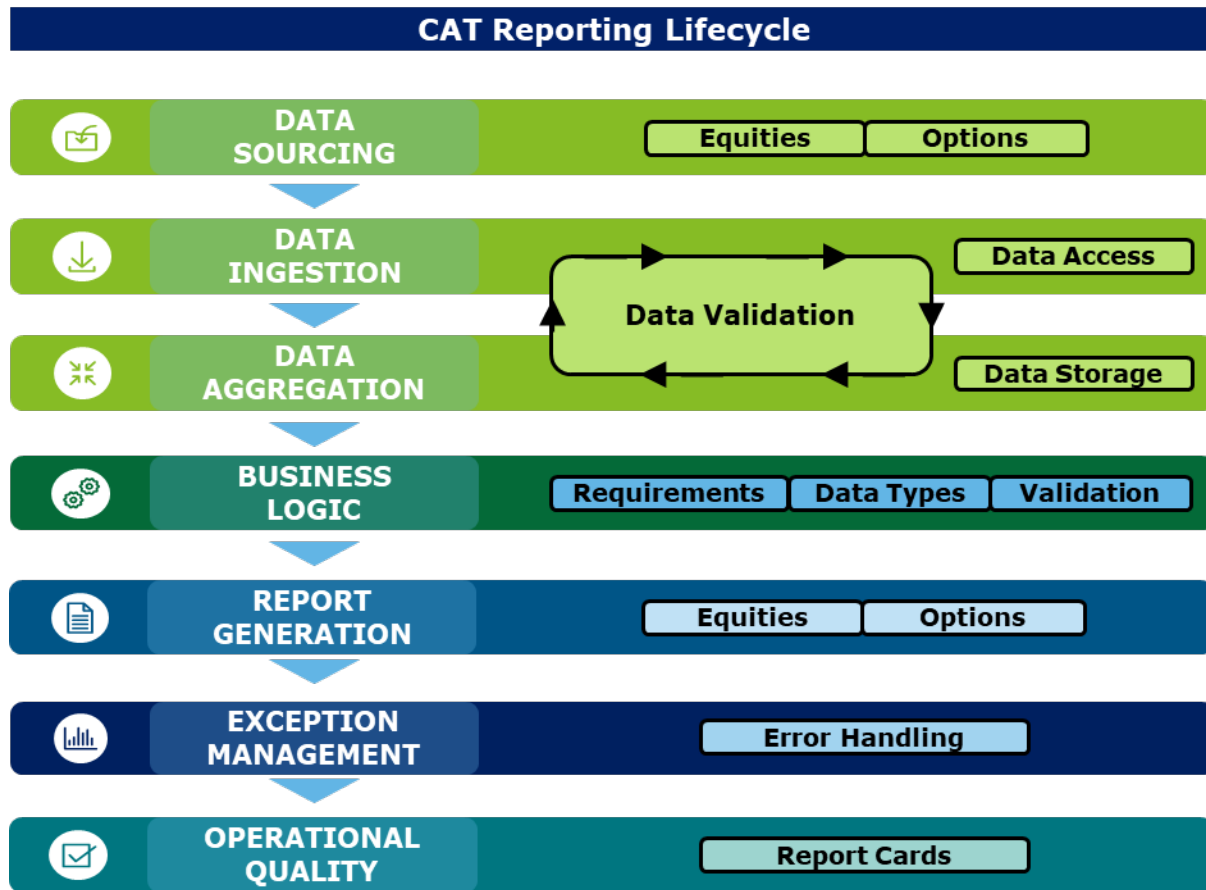 CAT Reporting Lifecycle
DATA
SOURCING
Equities
Options
DATA
INGESTION
Data Access
Data Validation
DATA
AGGREGATION
Data Storage
BUSINESS
LOGIC
Requirements
Data Types
Validation
REPORT
GENERATION
Equities
Options
EXCEPTION
MANAGEMENT
Error Handling
OPERATIONAL
QUALITY
Report Cards